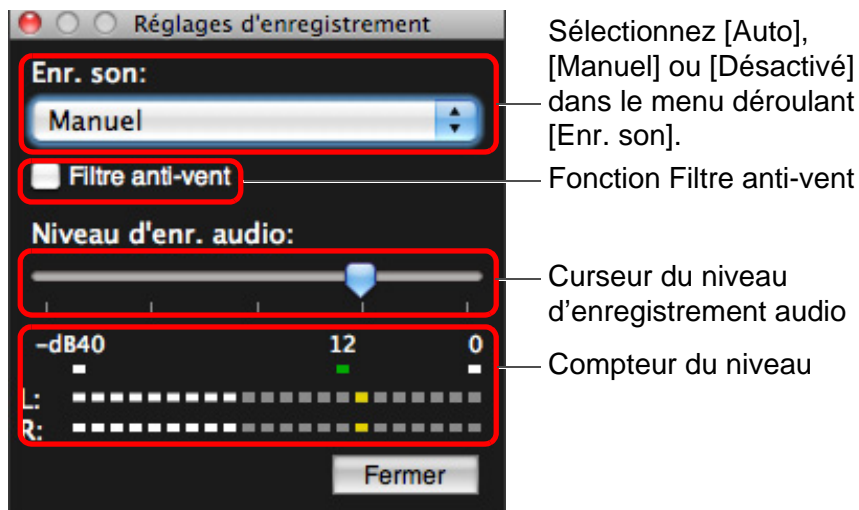 Réglages d'enregistrement
Enr. son:
Manuel
Filtre anti-vent
Niveau d'enr. audio:
-dB40 12 0
L:
R:
Fermer
Sélectionnez [Auto],
[Manuel] ou [Désactivé]
dans le menu déroulant
[Enr. son].
Fonction Filtre anti-vent
Curseur du niveau
d’enregistrement audio
Compteur du niveau